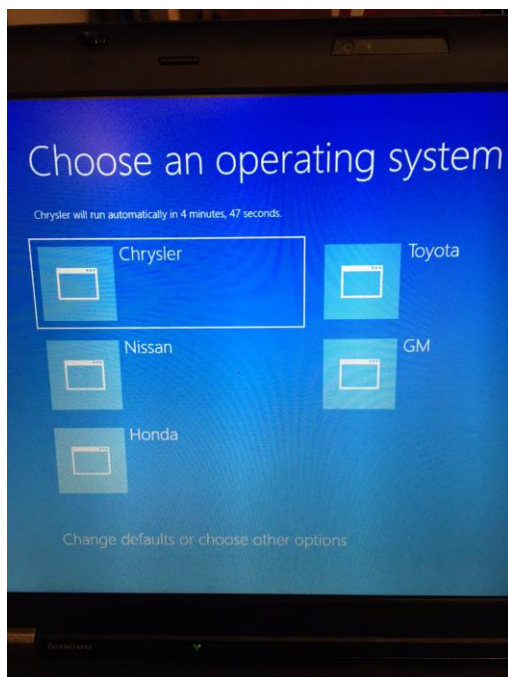 Choose an operating system
Chrysler will run automatically in 4 minutes, 47 seconds.
Chrysler
Toyota
Nissan
GM
Honda
Change defaults or choose other options
lenovo